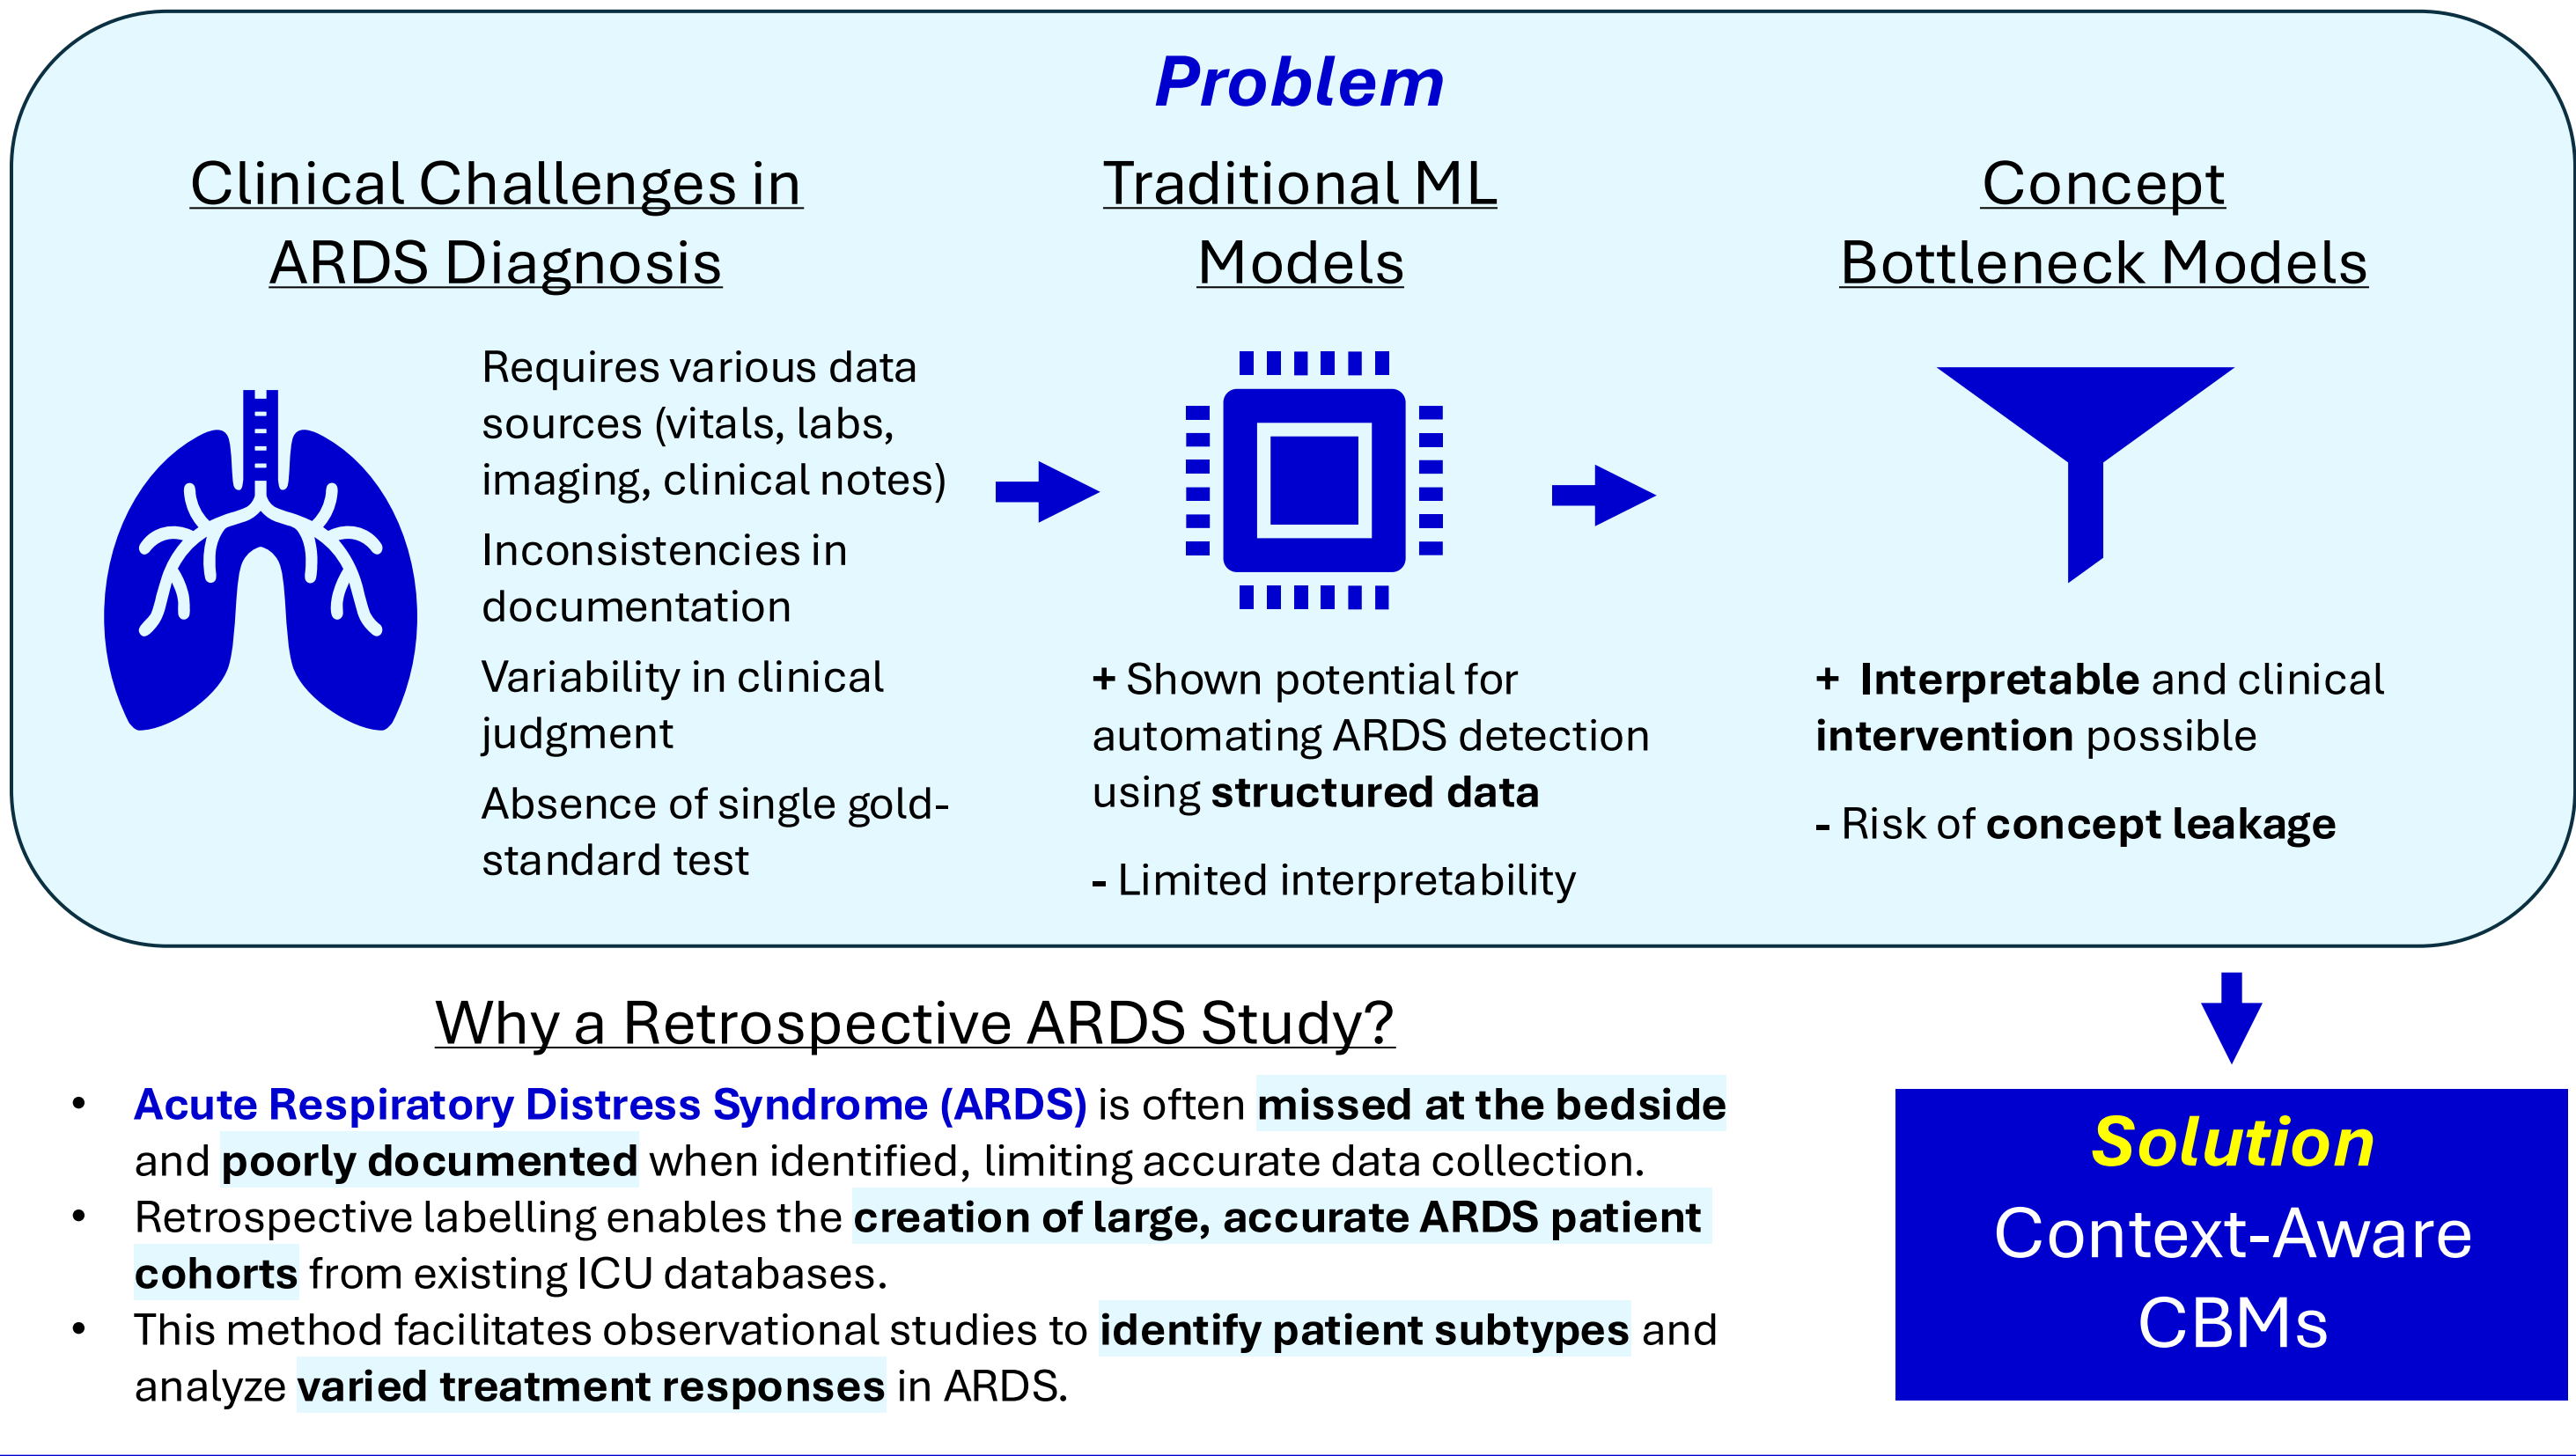 Problem
Clinical Challenges in
ARDS Diagnosis
Requires various data
sources (vitals, labs,
imaging, clinical notes)
Inconsistencies in
documentation
Variability in clinical
judgment
Absence of single gold-
standard test
Traditional ML
Models
+ Shown potential for
automating ARDS detection
using structured data
- Limited interpretability
Concept
Bottleneck Models
+ Interpretable and clinical
intervention possible
- Risk of concept leakage
Why a Retrospective ARDS Study?
• Acute Respiratory Distress Syndrome (ARDS) is often missed at the bedside
and poorly documented when identified, limiting accurate data collection.
• Retrospective labelling enables the creation of large, accurate ARDS patient
cohorts from existing ICU databases.
• This method facilitates observational studies to identify patient subtypes and
analyze varied treatment responses in ARDS.
Solution
Context-Aware
CBMs